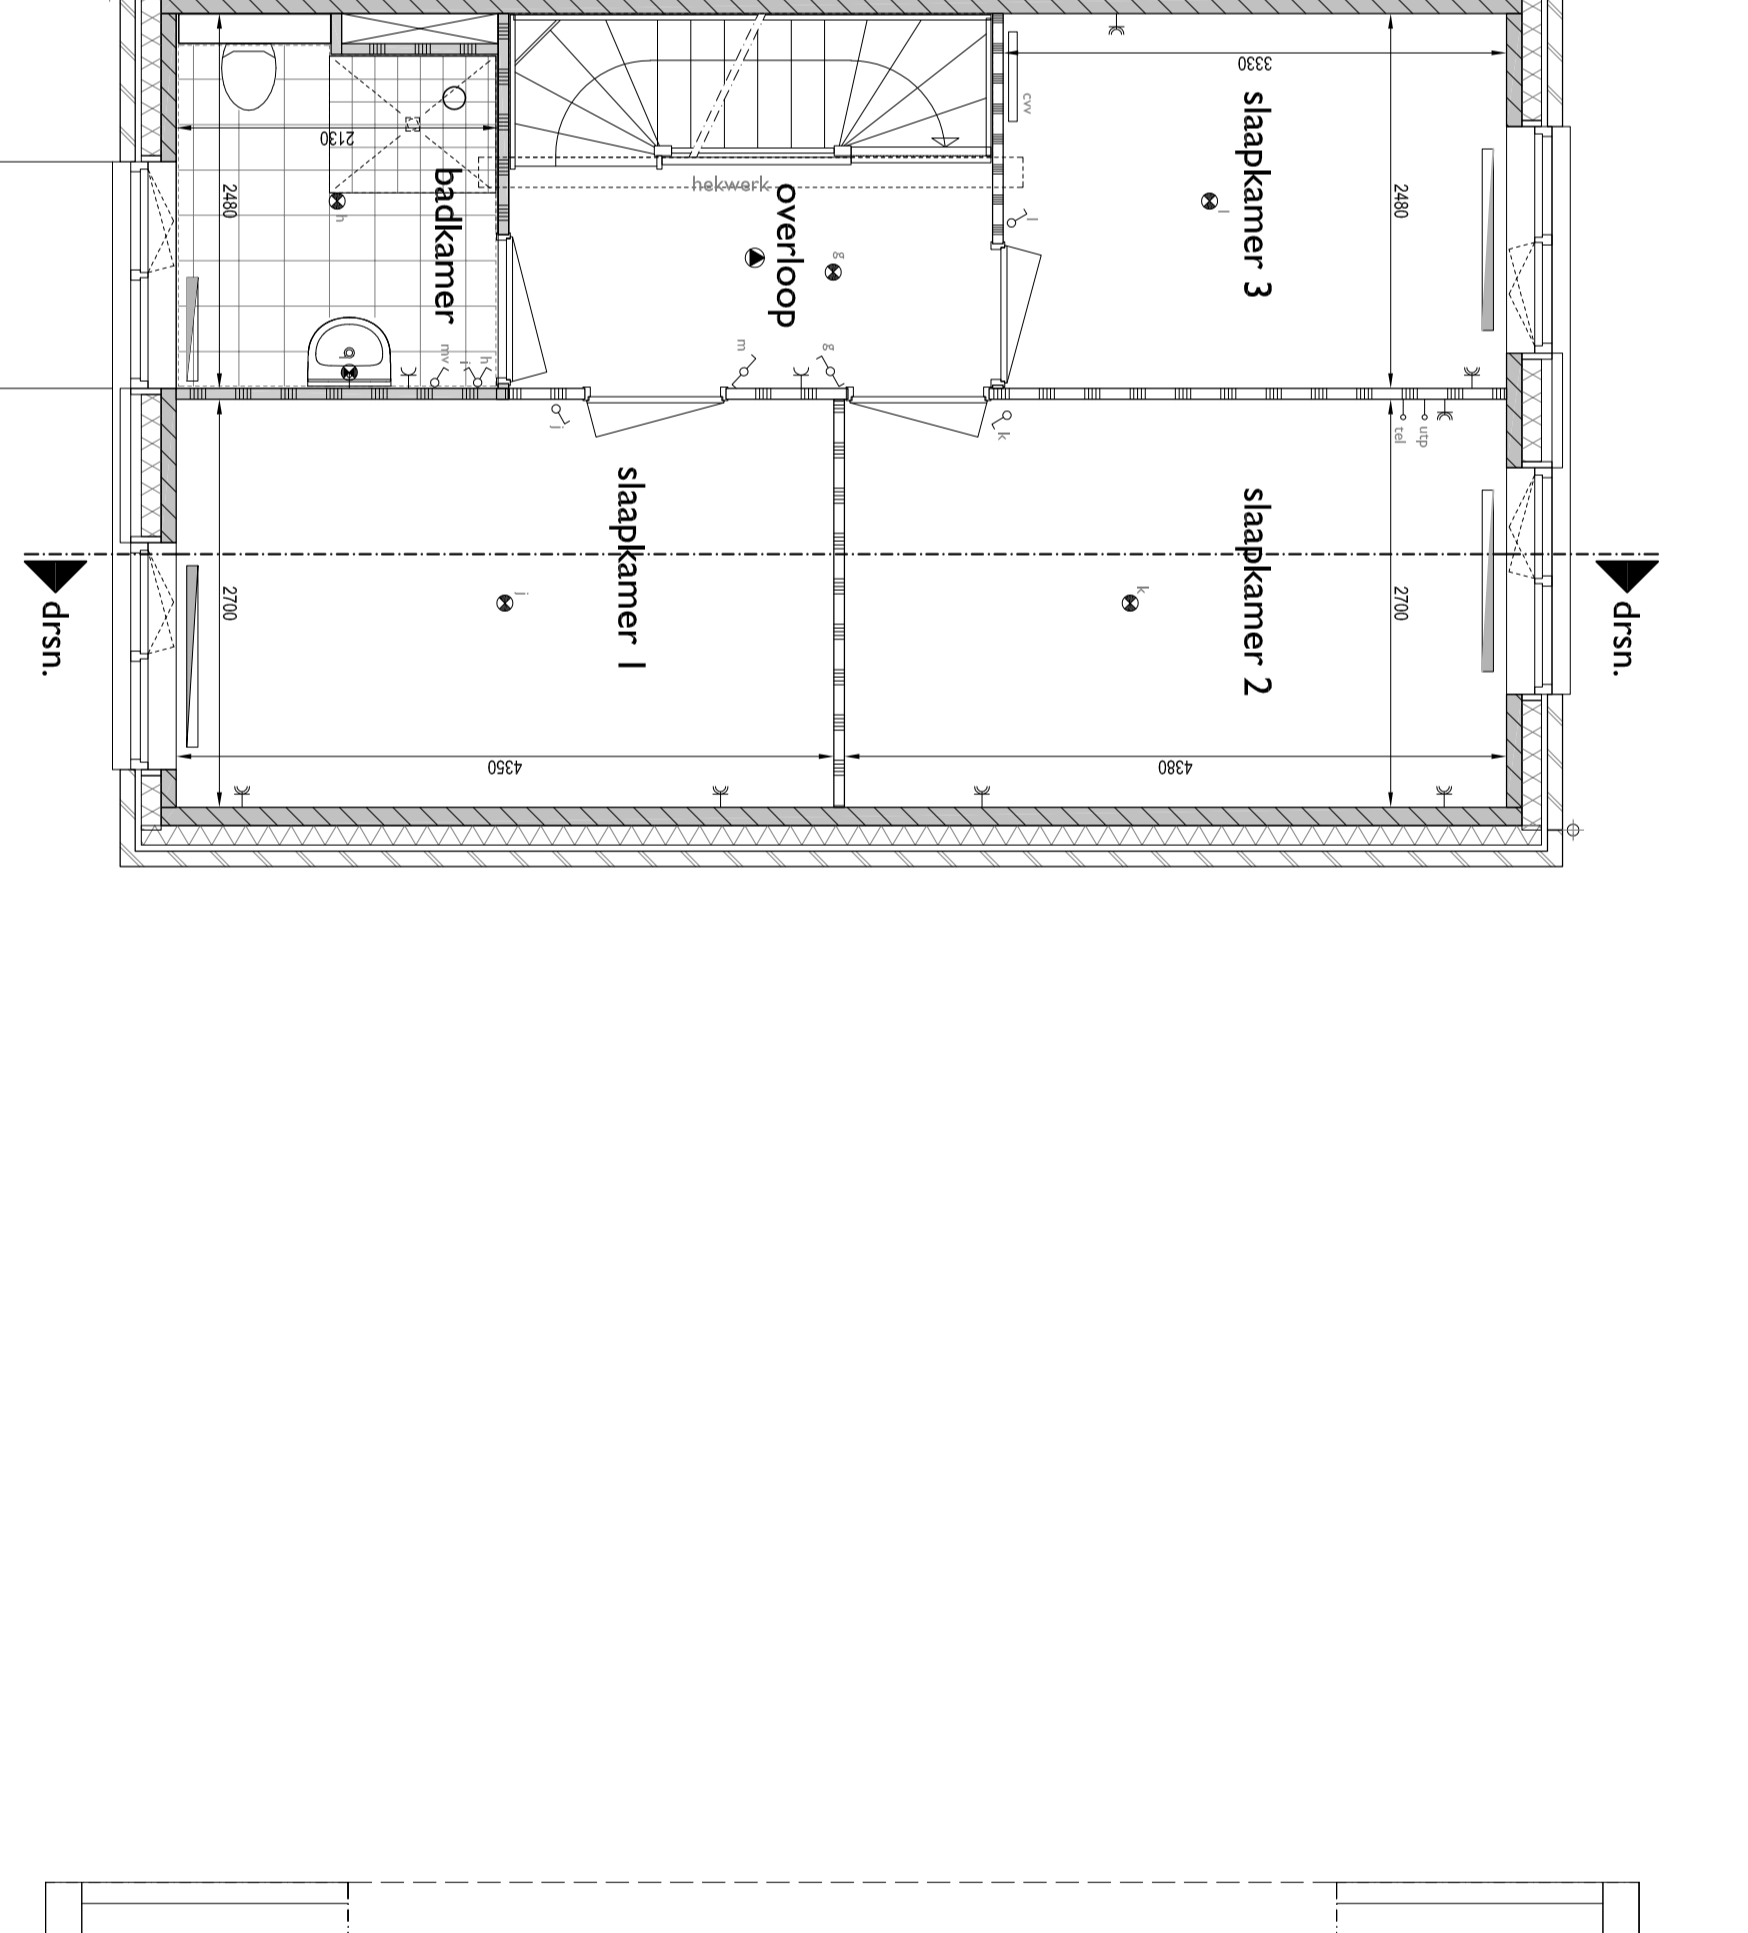 3330
cvv
slaapkamer 3
2480
l
l
2130
2480
h
badkamer
hekwerk
overloop
g
m
g
mv
i
h
q
j
k
tel
utp
slaapkamer 1
slaapkamer 2
2700
2700
j
k
drsn.
drsn.
4350
4380